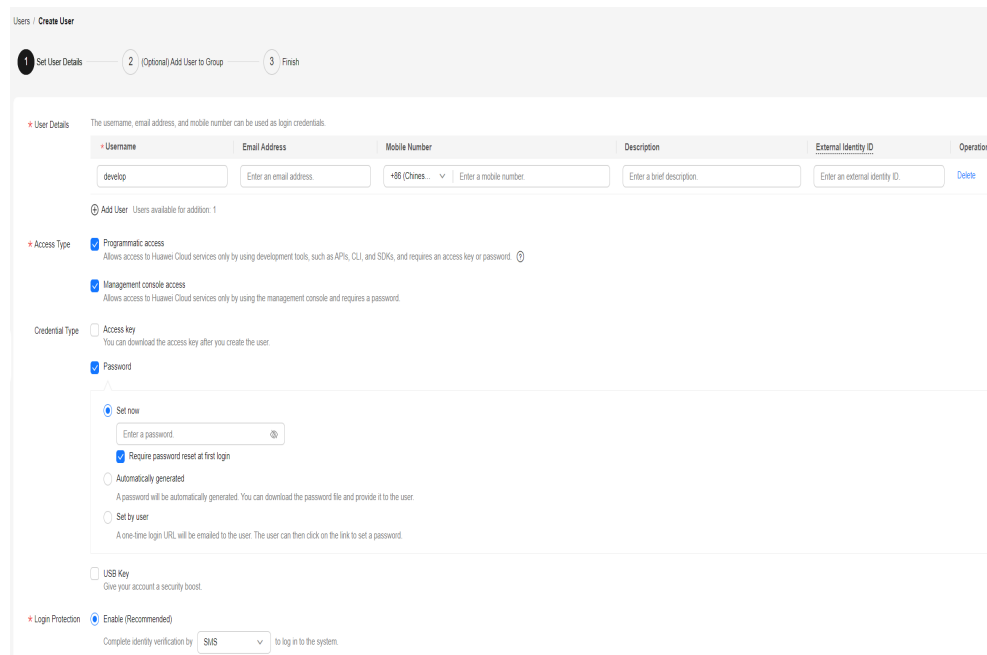 Users / Create User
1 Set User Details 2 (Optional) Add User to Group 3 Finish
* User Details The username, email address, and mobile number can be used as login credentials.
* Username Email Address Mobile Number Description External Identity ID Operation
develop Enter an email address. +86 (Chines... Enter a mobile number. Enter a brief description. Enter an external identity ID. Delete
Add User Users available for addition: 1
* Access Type Programmatic access
Allows access to Huawei Cloud services only by using development tools, such as APIs, CLI, and SDKs, and requires an access key or password. ?
Management console access
Allows access to Huawei Cloud services only by using the management console and requires a password.
Credential Type Access key
You can download the access key after you create the user.
Password
Set now
Enter a password.
Require password reset at first login
Automatically generated
A password will be automatically generated. You can download the password file and provide it to the user.
Set by user
A one-time login URL will be emailed to the user. The user can then click on the link to set a password.
USB Key
Give your account a security boost.
* Login Protection Enable (Recommended)
Complete identity verification by SMS to log in to the system.